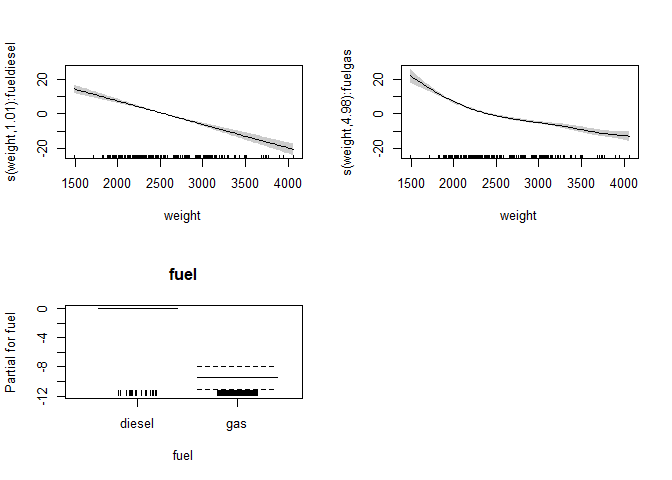 s(weight,1.01):fueldiesel
20
0
-20
1500 2000 2500 3000 3500 4000
weight
s(weight,4.98):fuelgas
20
0
-20
1500 2000 2500 3000 3500 4000
weight
fuel
Partial for fuel
0
-4
-8
-12
diesel gas
fuel